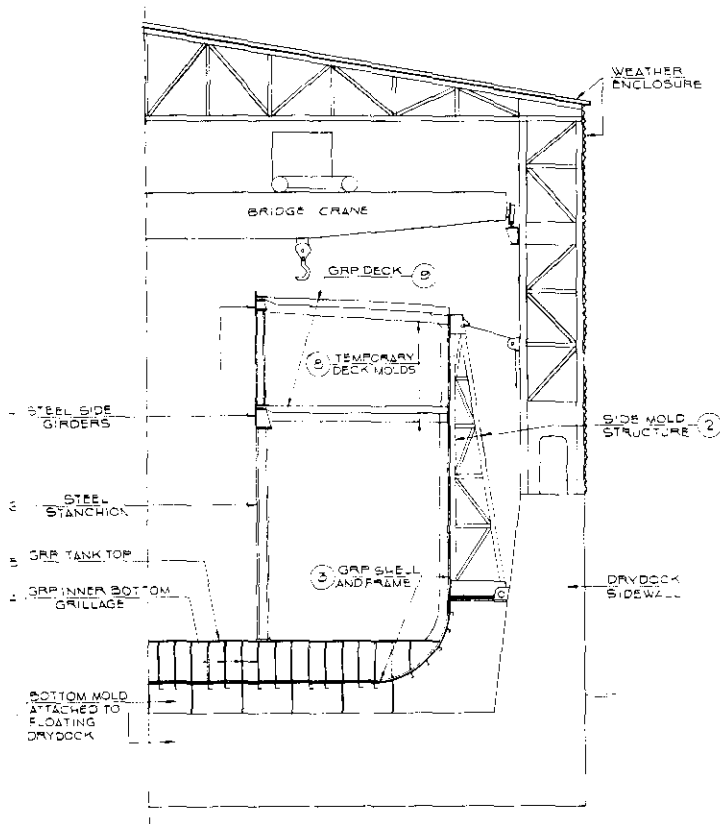 WEATHER
ENCLOSURE
BRIDGE CRANE
GRP DECK 9
8 TEMPORARY
DECK MOLDS
STEEL SIDE
GIRDERS
SIDE MOLD
STRUCTURE 2
STEEL
STANCHION
GRP TANK TOP
3 GRP SHELL
AND FRAME
GRP INNER BOTTOM
GRILLAGE
DRYDOCK
SIDEWALL
BOTTOM MOLD
ATTACHED TO
FLOATING
DRYDOCK